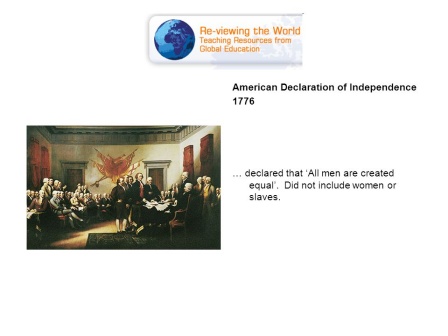 Re-viewing the World
Teaching Resources from
Global Education
American Declaration of Independence
1776
… declared that ‘All men are created
equal’. Did not include women or
slaves.